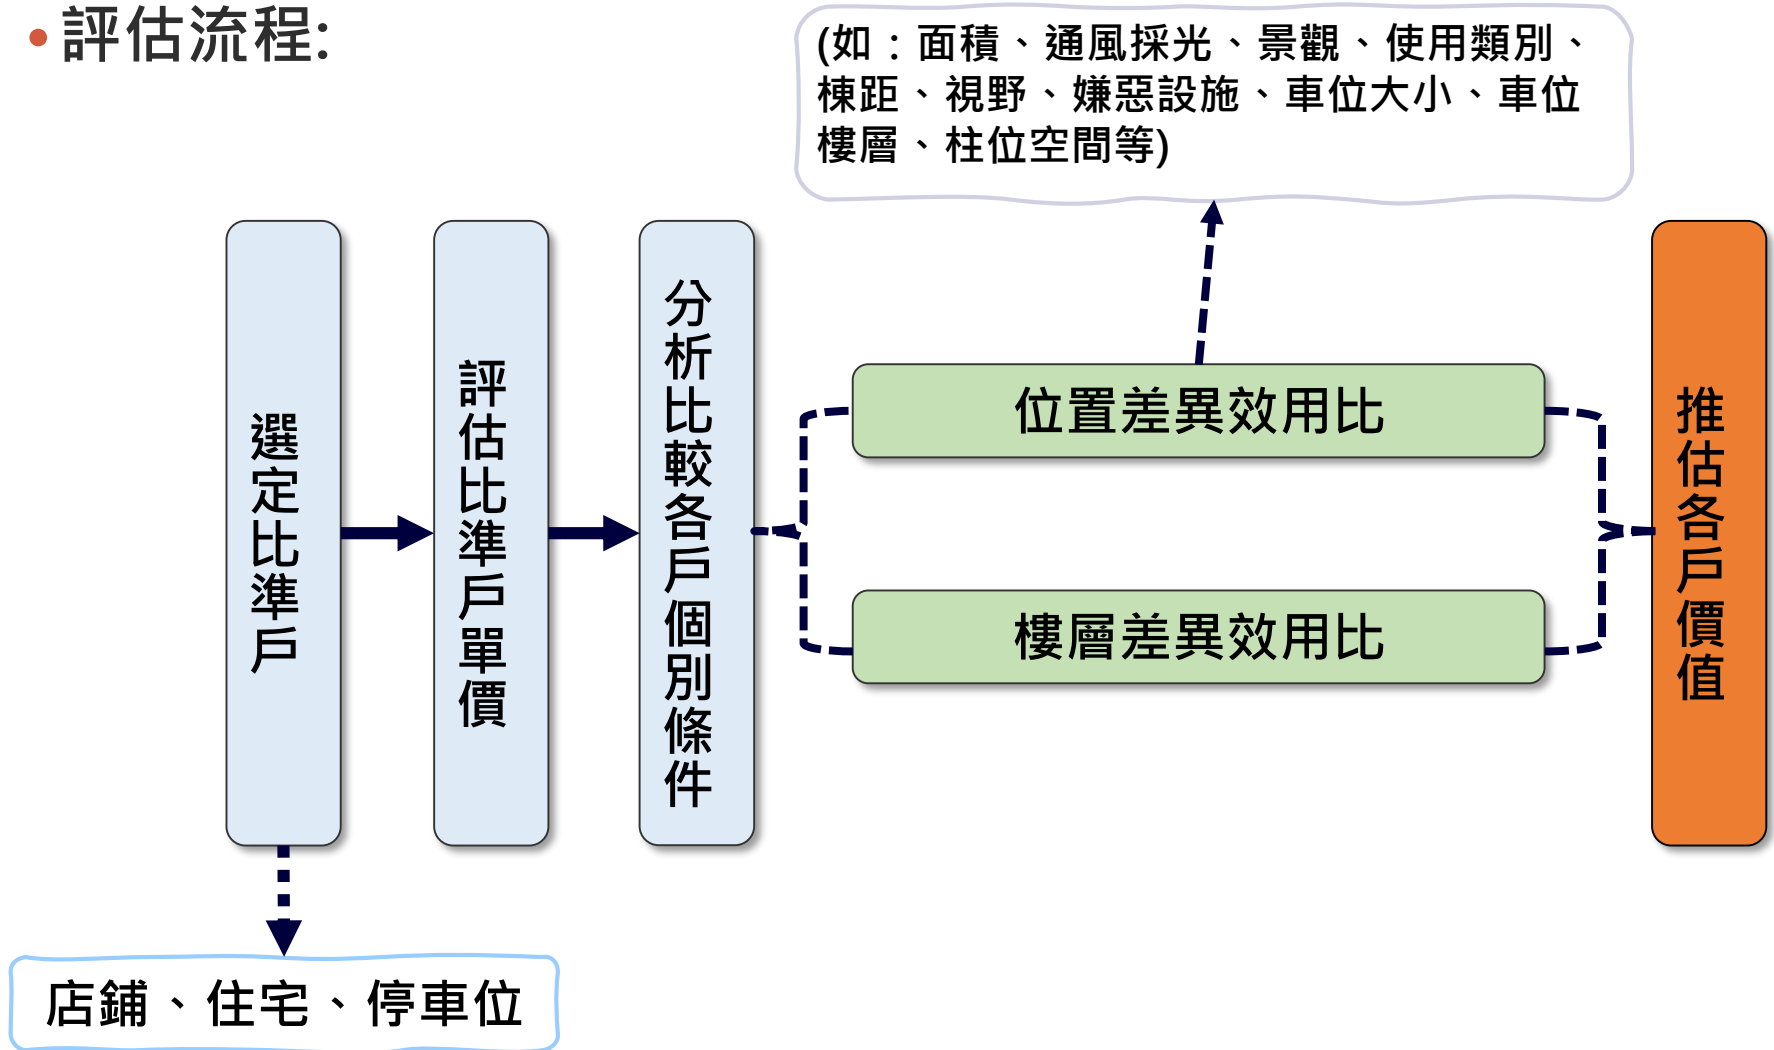 • 評估流程:
(如：面積、通風採光、景觀、使用類別、
棟距、視野、嫌惡設施、車位大小、車位
樓層、柱位空間等)
選定比準戶
評估比準戶單價
分析比較各戶個別條件
位置差異效用比
樓層差異效用比
推估各戶價值
店鋪、住宅、停車位